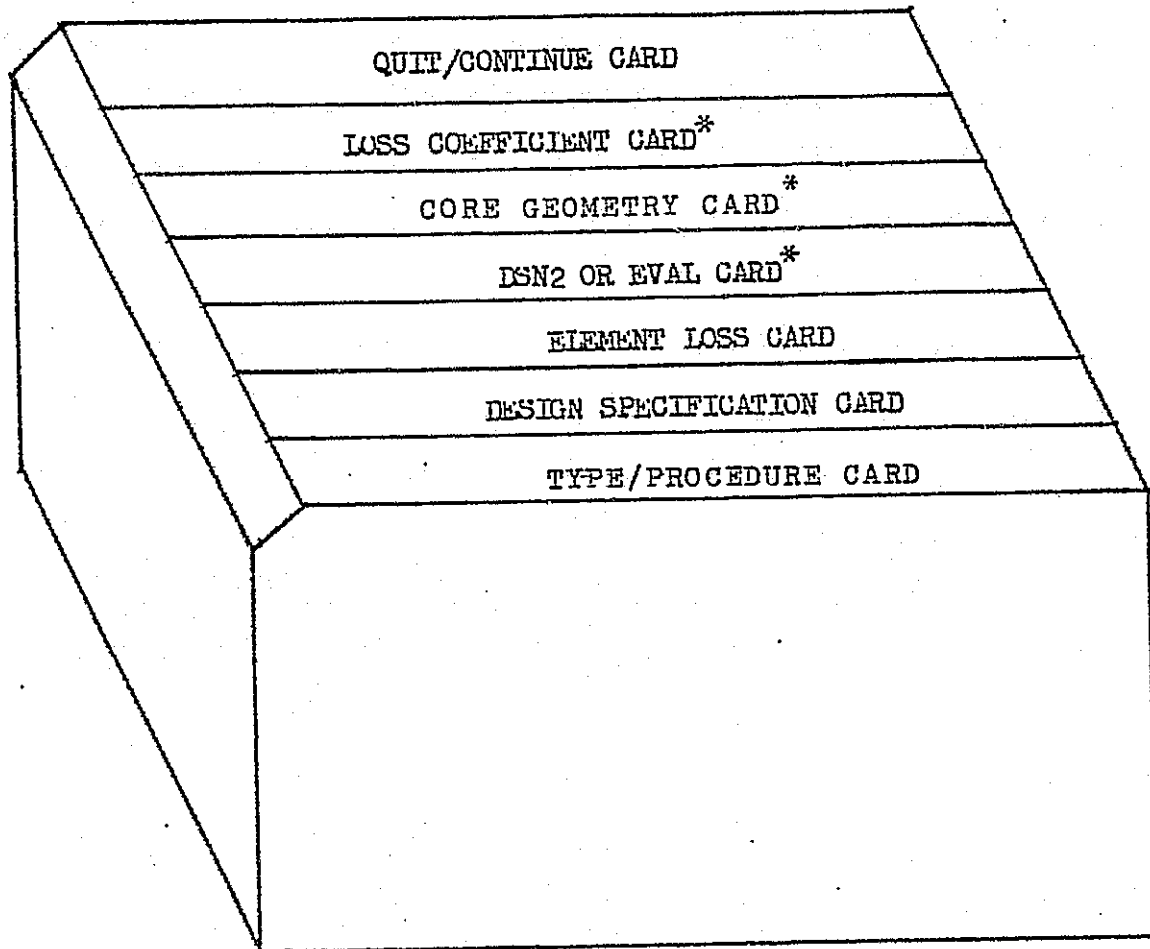 QUIT/CONTINUE CARD
LOSS COEFFICIENT CARD*
CORE GEOMETRY CARD*
DSN2 OR EVAL CARD*
ELEMENT LOSS CARD
DESIGN SPECIFICATION CARD
TYPE/PROCEDURE CARD